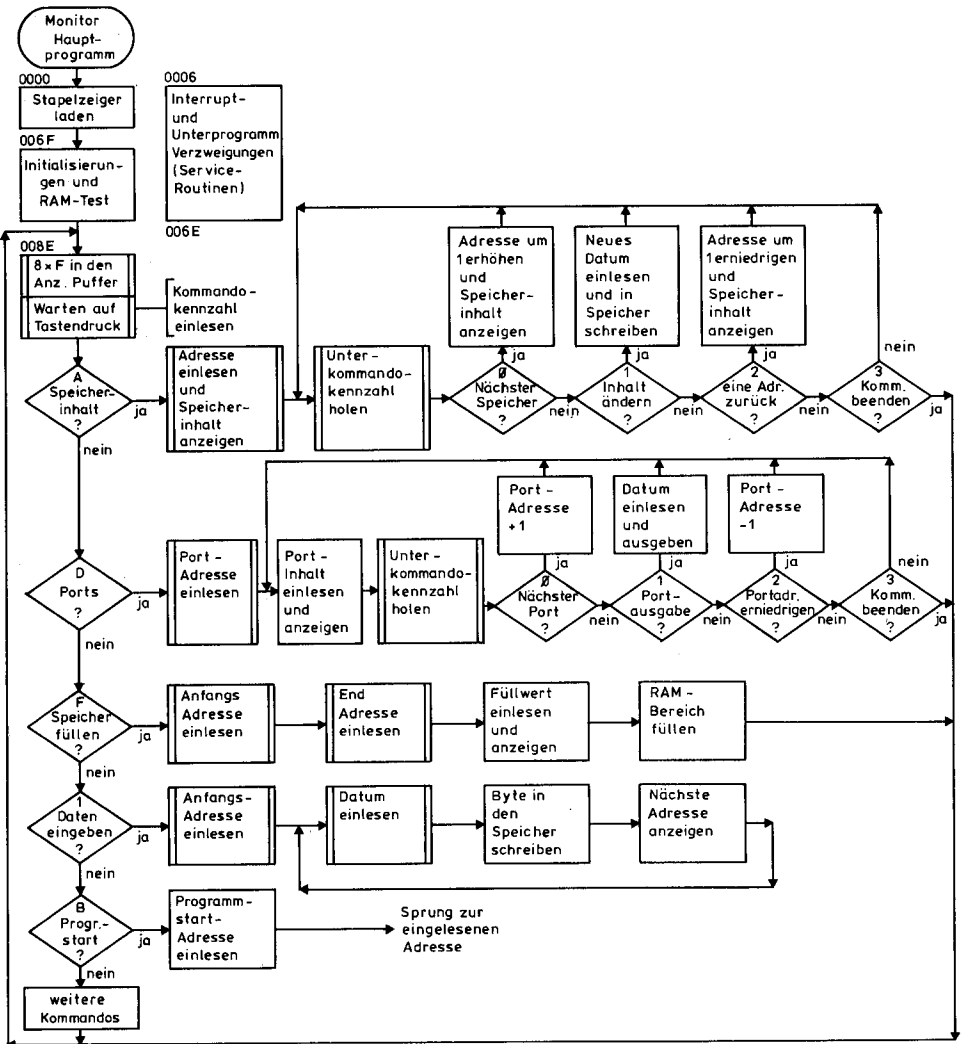 Monitor
Haupt-
programm
0000
Stapelzeiger
laden
006F
Initialisierun-
gen und
RAM-Test
0006
Interrupt-
und
Unterprogramm
Verzweigungen
(Service-
Routinen)
006E
008E
8×F in den
Anz. Puffer
Warten auf
Tastendruck
Kommando-
kennzahl
einlesen
A
Speicher-
inhalt
?
ja
nein
Adresse
einlesen
und
Speicher-
inhalt
anzeigen
Unter-
kommando-
kennzahl
holen
Adresse um
1erhöhen
und
Speicher-
inhalt
anzeigen
ja
Ø
Nächster
Speicher
?
nein
Neues
Datum
einlesen
und in
Speicher
schreiben
ja
1
Inhalt
ändern
?
nein
Adresse um
1erniedrigen
und
Speicher-
inhalt
anzeigen
ja
2
eine Adr.
zurück
?
nein
nein
3
Komm.
beenden
?
ja
D
Ports
?
ja
nein
Port-
Adresse
einlesen
Port-
Inhalt
einlesen
und
anzeigen
Unter-
kommando-
kennzahl
holen
Port-
Adresse
+1
ja
Ø
Nächster
Port
?
nein
Datum
einlesen
und
ausgeben
ja
1
Port-
ausgabe
?
nein
Port-
Adresse
-1
ja
2
Portadr.
erniedrigen
?
nein
nein
3
Komm.
beenden
?
ja
F
Speicher
füllen
?
ja
nein
Anfangs
Adresse
einlesen
End
Adresse
einlesen
Füllwert
einlesen
und
anzeigen
RAM-
Bereich
füllen
1
Daten
eingeben
?
ja
nein
Anfangs-
Adresse
einlesen
Datum
einlesen
Byte in
den
Speicher
schreiben
Nächste
Adresse
anzeigen
B
Progr.-
start
?
ja
nein
Programm-
start-
Adresse
einlesen
Sprung zur
eingelesenen
Adresse
weitere
Kommandos